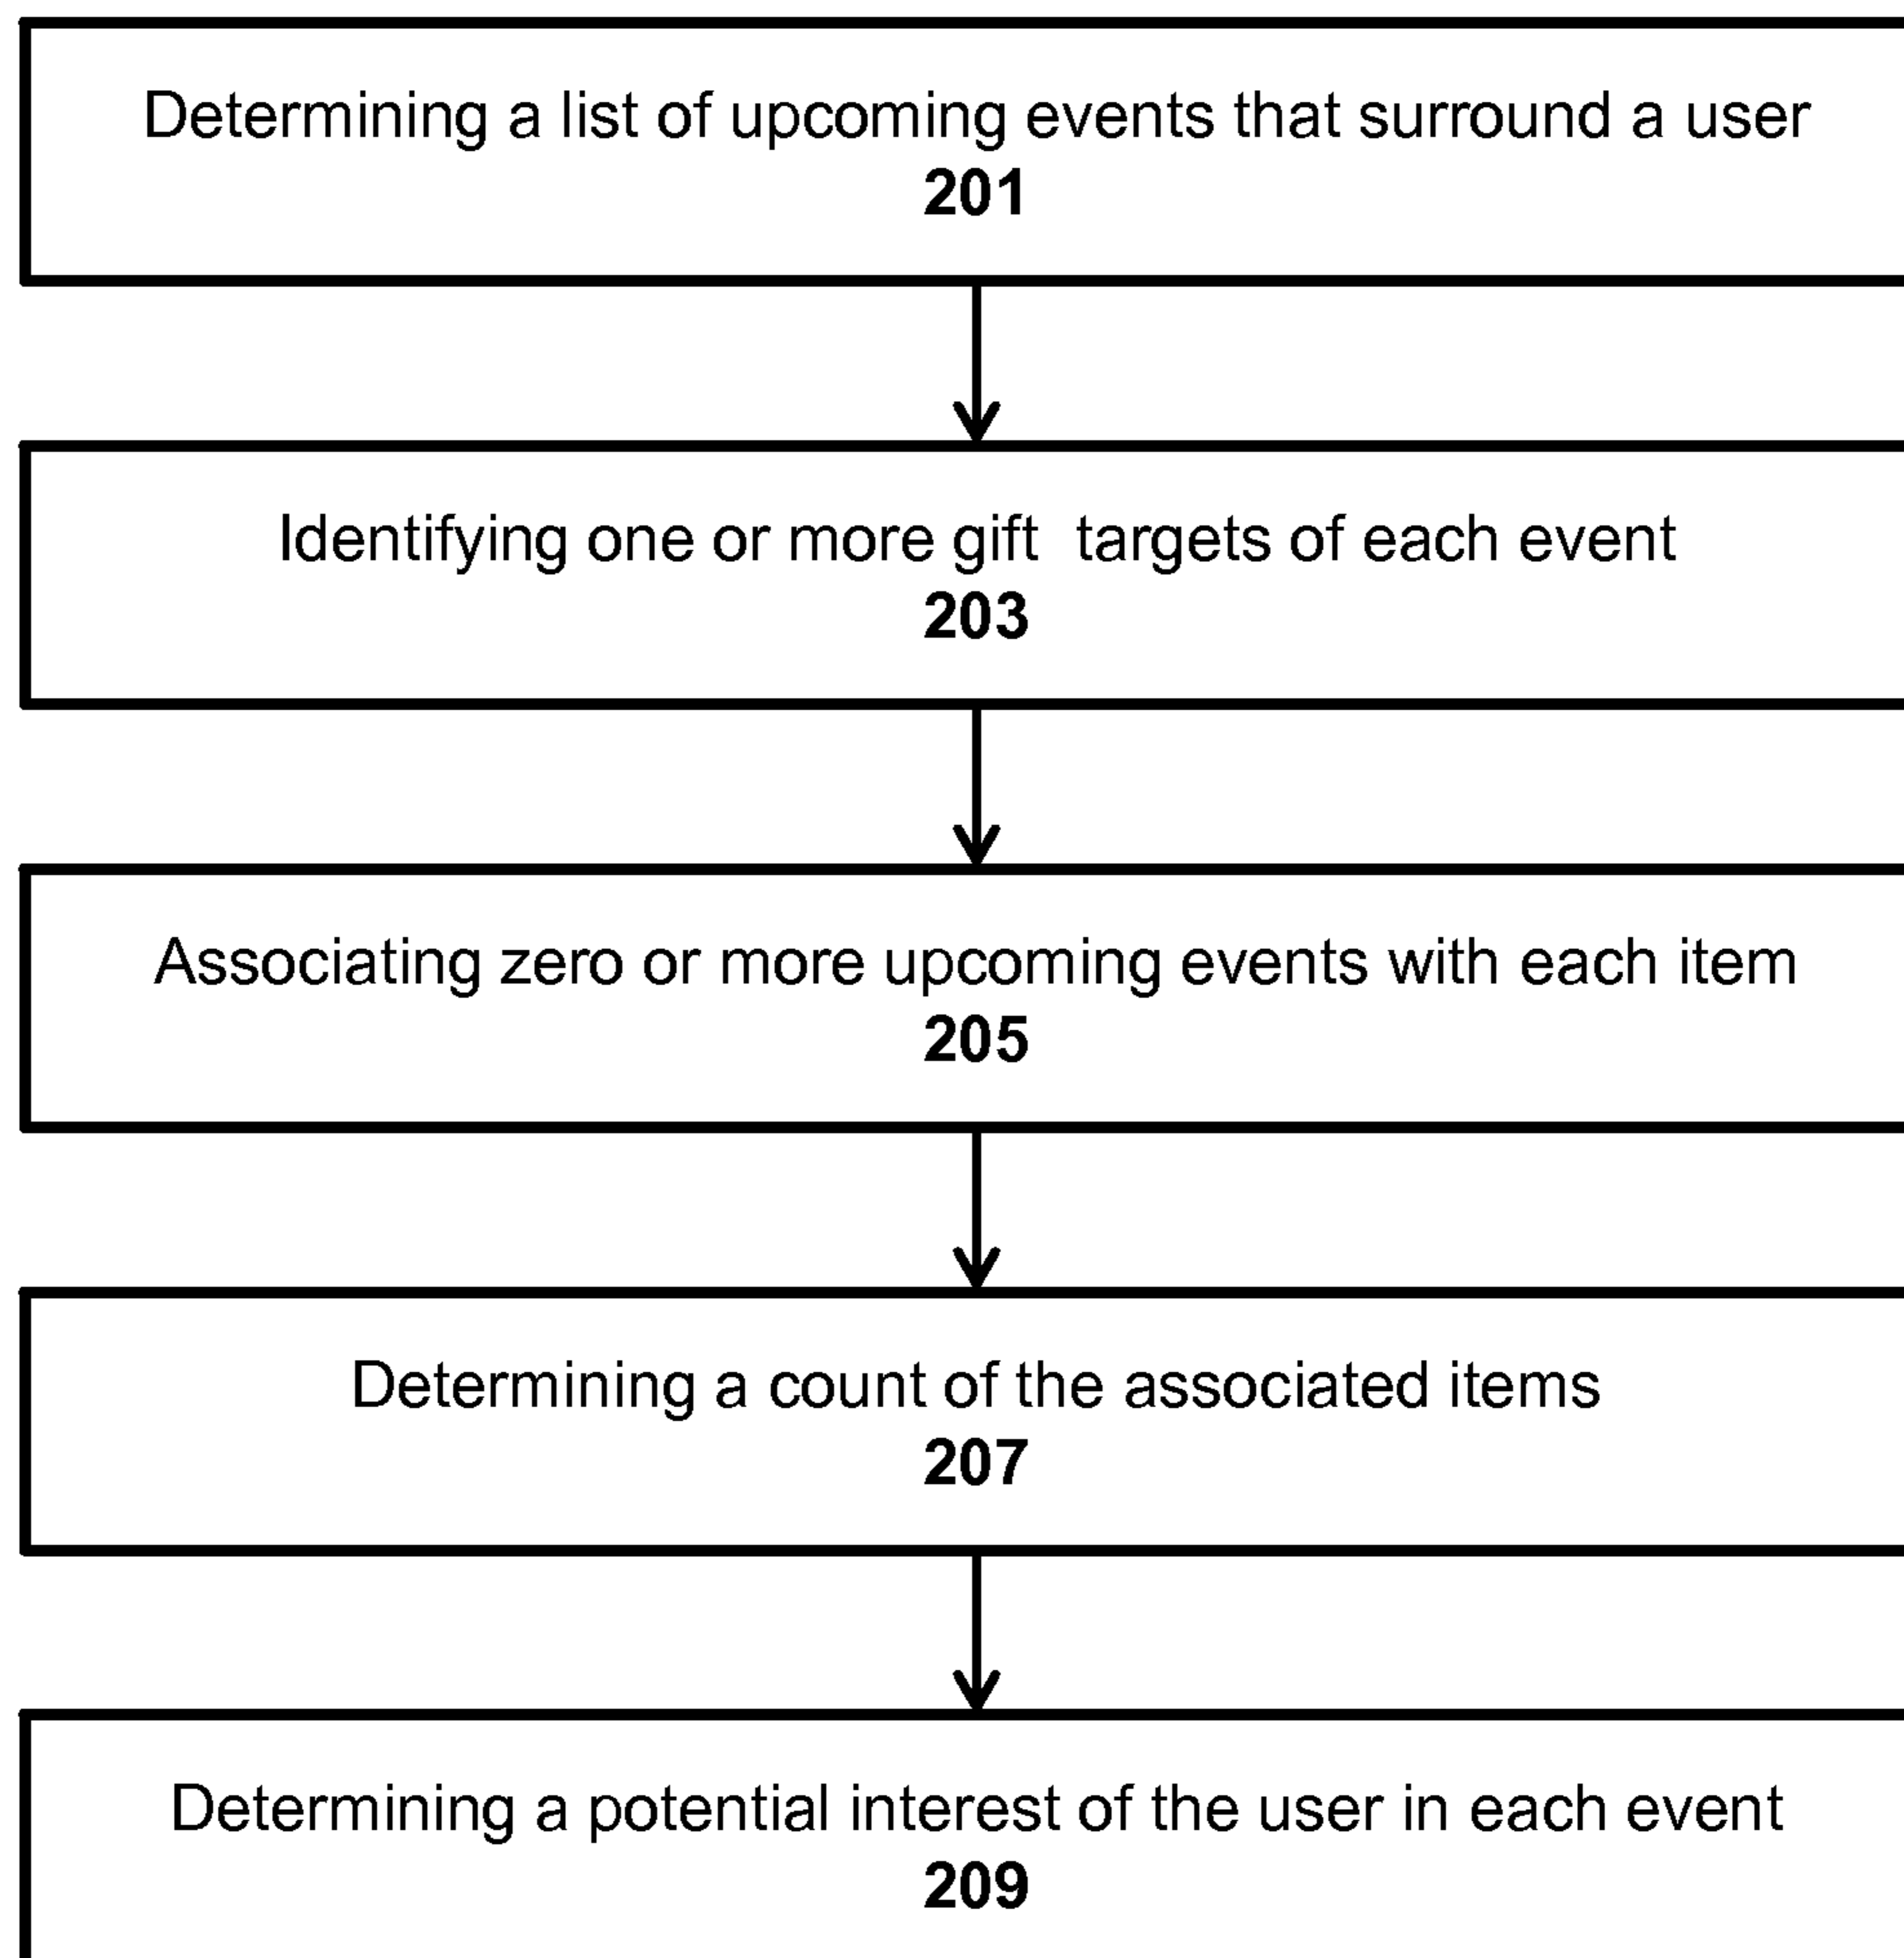 Determining a list of upcoming events that surround a user
201
Identifying one or more gift targets of each event
203
Associating zero or more upcoming events with each item
205
Determining a count of the associated items
207
Determining a potential interest of the user in each event
209